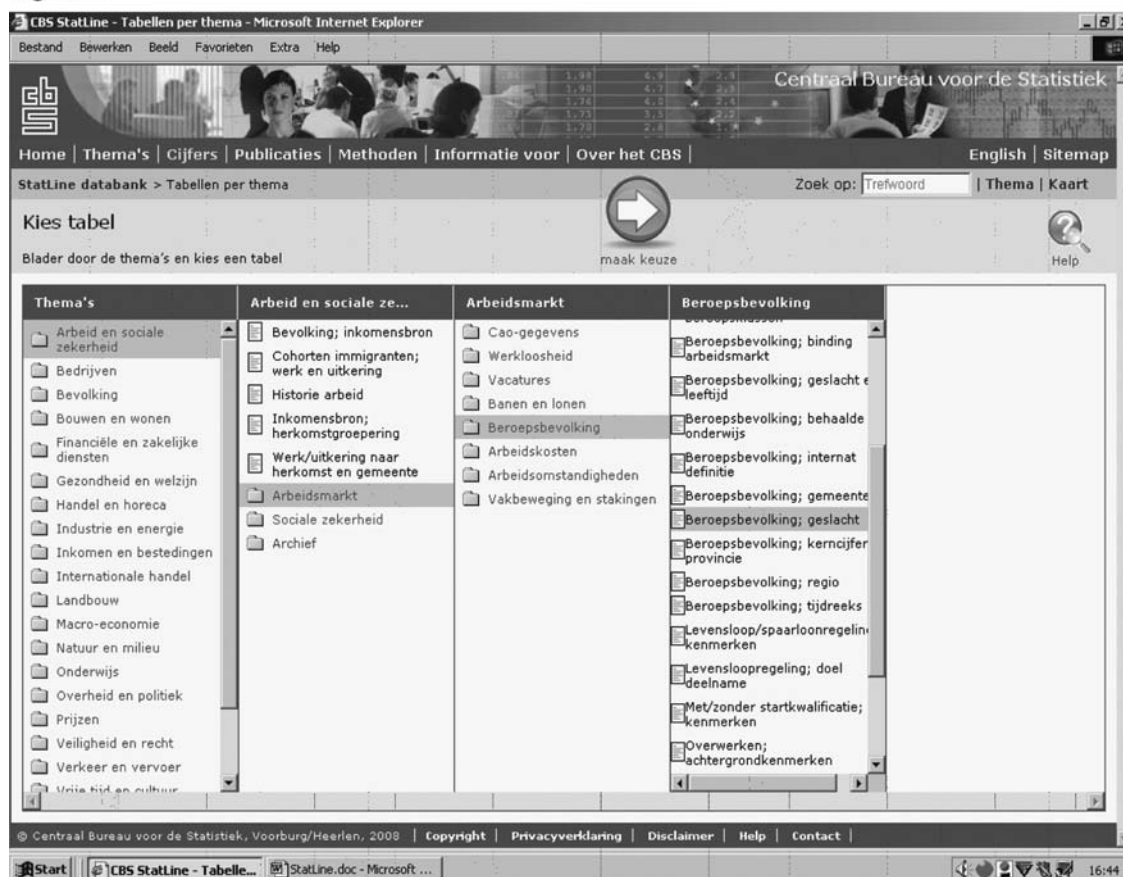 CBS StatLine - Tabellen per thema - Microsoft Internet Explorer
Bestand Bewerken Beeld Favorieten Extra Help
cbs
Centraal Bureau voor de Statistiek
Home | Thema's | Cijfers | Publicaties | Methoden | Informatie voor | Over het CBS |
English | Sitemap
StatLine databank > Tabellen per thema
Zoek op: Trefwoord | Thema | Kaart
Kies tabel
Blader door de thema's en kies een tabel
maak keuze
Help
Thema's
Arbeid en sociale
zekerheid
Bedrijven
Bevolking
Bouwen en wonen
Financiële en zakelijke
diensten
Gezondheid en welzijn
Handel en horeca
Industrie en energie
Inkomen en bestedingen
Internationale handel
Landbouw
Macro-economie
Natuur en milieu
Onderwijs
Overheid en politiek
Prijzen
Veiligheid en recht
Verkeer en vervoer
Vrije tijd en cultuur
Arbeid en sociale ze...
Bevolking; inkomensbron
Cohorten immigranten;
werk en uitkering
Historie arbeid
Inkomensbron;
herkomstgroepering
Werk/uitkering naar
herkomst en gemeente
Arbeidsmarkt
Sociale zekerheid
Archief
Arbeidsmarkt
Cao-gegevens
Werkloosheid
Vacatures
Banen en lonen
Beroepsbevolking
Arbeidskosten
Arbeidsomstandigheden
Vakbeweging en stakingen
Beroepsbevolking
Beroepsbevolking; binding
arbeidsmarkt
Beroepsbevolking; geslacht e
leeftijd
Beroepsbevolking; behaalde
onderwijs
Beroepsbevolking; internat
definitie
Beroepsbevolking; gemeente
Beroepsbevolking; geslacht
Beroepsbevolking; kerncijfer
provincie
Beroepsbevolking; regio
Beroepsbevolking; tijdreeks
Levensloop/spaarloonregelin
kenmerken
Levensloopregeling; doel
deelname
Met/zonder startkwalificatie;
kenmerken
Overwerken;
achtergrondkenmerken
© Centraal Bureau voor de Statistiek, Voorburg/Heerlen, 2008 | Copyright | Privacyverklaring | Disclaimer | Help | Contact |
Start
CBS StatLine - Tabelle...
StatLine.doc - Microsoft ...
16:44